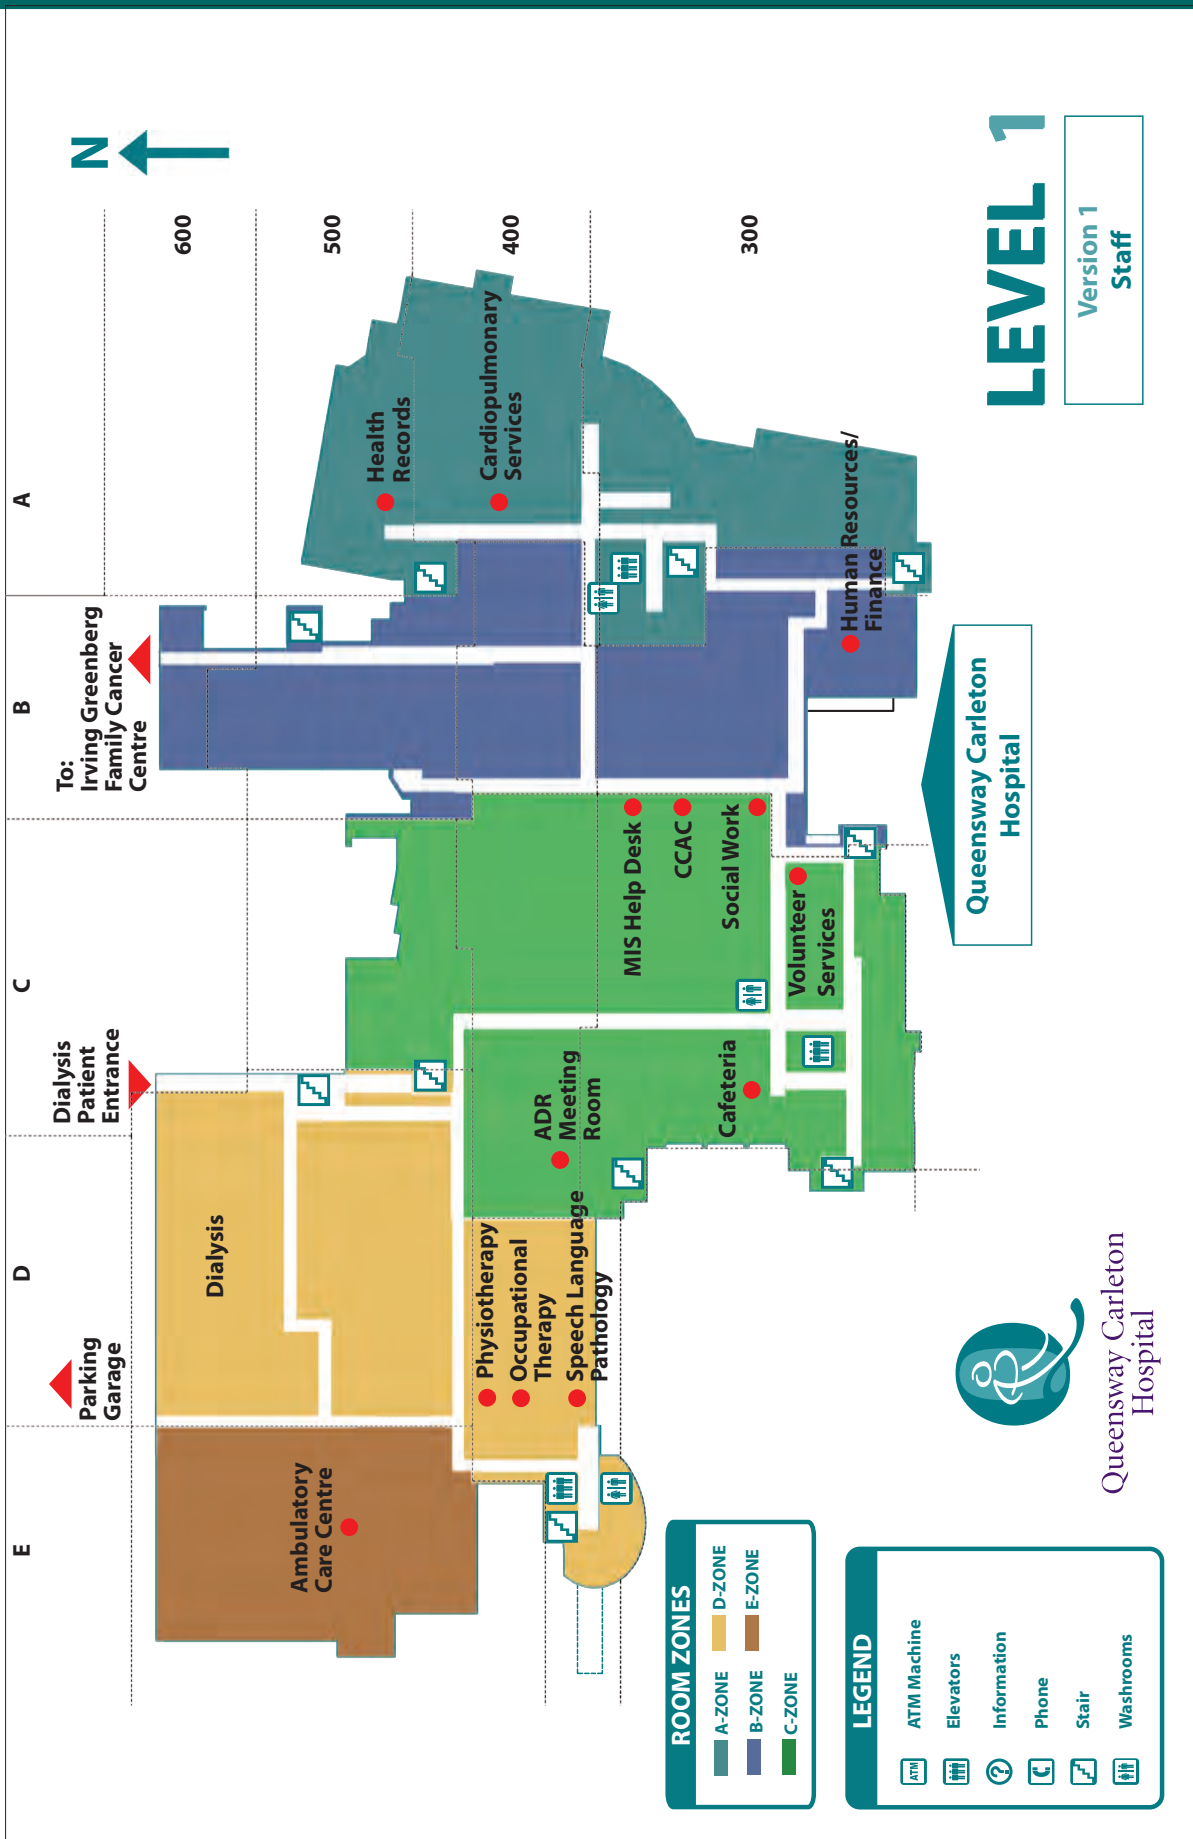 LEVEL 1
Version 1
Staff
N
600
500
400
300
A
B
C
D
E
To:
Irving Greenberg
Family Cancer
Centre
Dialysis
Patient
Entrance
Parking
Garage
Health
Records
Cardiopulmonary
Services
Human Resources/
Finance
MIS Help Desk
CCAC
Social Work
Volunteer
Services
Cafeteria
ADR
Meeting
Room
Dialysis
Physiotherapy
Occupational
Therapy
Speech Language
Pathology
Ambulatory
Care Centre
Queensway Carleton
Hospital
Queensway Carleton
Hospital
ROOM ZONES
A-ZONE
B-ZONE
C-ZONE
D-ZONE
E-ZONE
LEGEND
ATM
ATM Machine
Elevators
?
Information
Phone
Stair
Washrooms